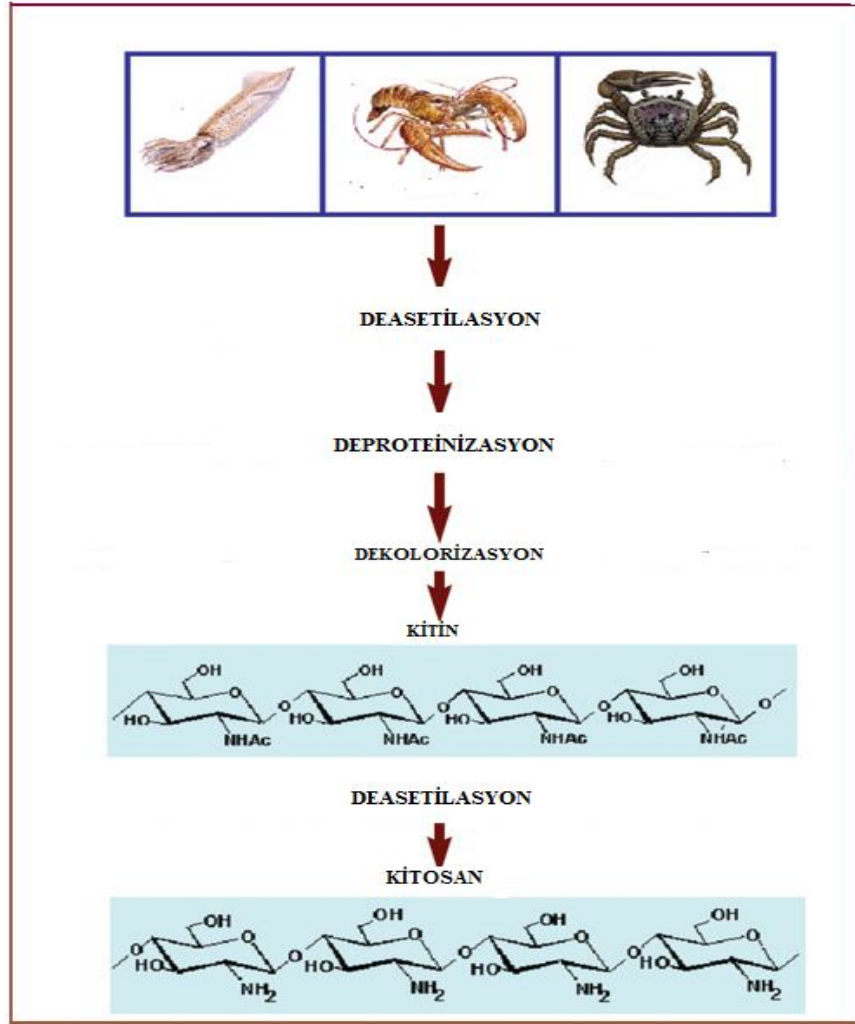 DEASETİLASYON
DEPROTEİNİZASYON
DEKOLORİZASYON
KİTİN
OH OH OH OH
O O O O O
O O O
HO HO HO HO
NHAc NHAc NHAc NHAc
DEASETİLASYON
KİTOSAN
OH OH OH OH
O O O O
O O O O
HO HO HO HO
NH2 NH2 NH2 NH2